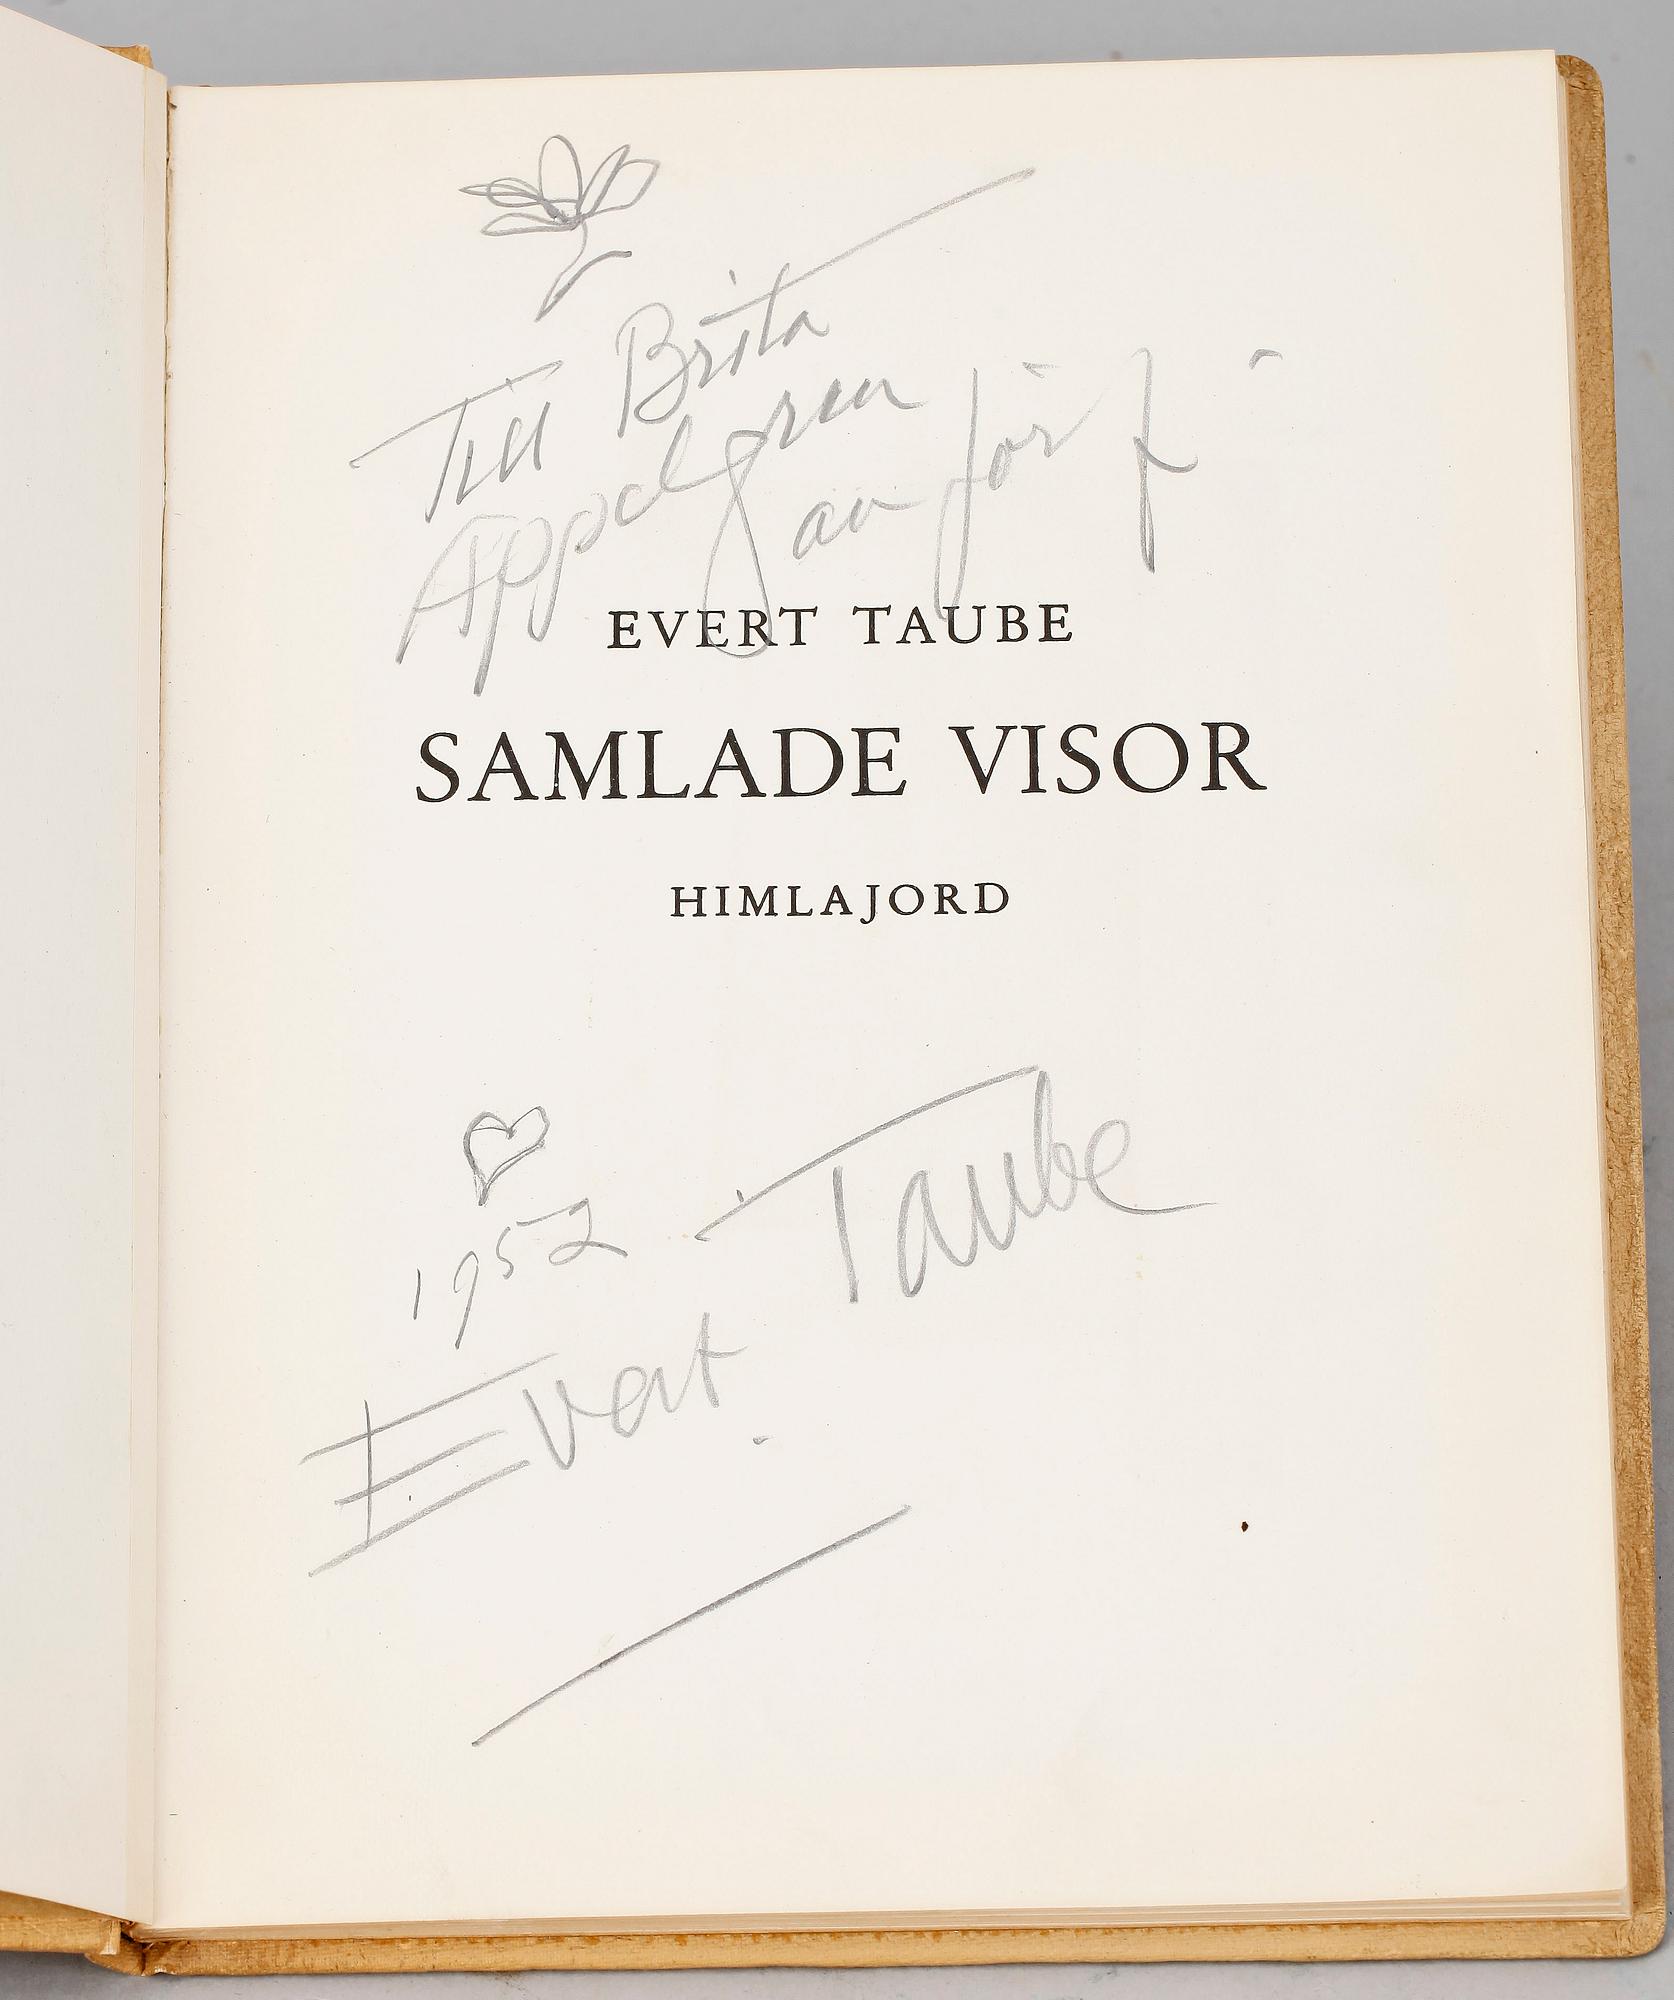 Till Brita
Appelgren
av förf-
EVERT TAUBE
SAMLADE VISOR
HIMLAJORD
1952
Evert Taube